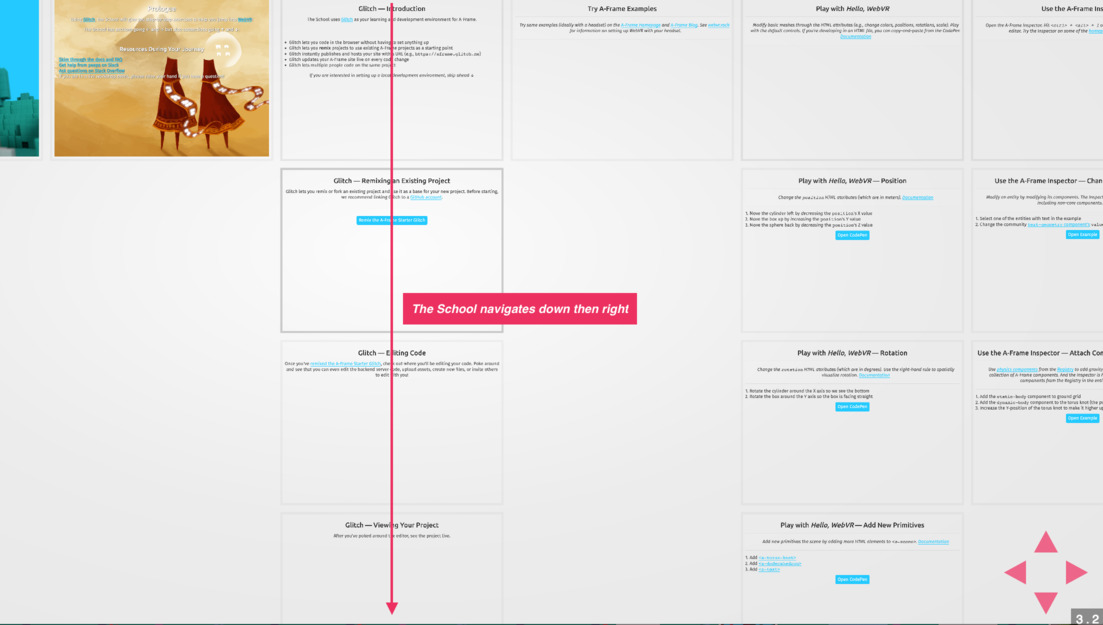 Prologue
Resources During Your Journey
Glitch — Introduction
The School uses Glitch as your learning and development environment for A-Frame.
Glitch lets you code in the browser without having to set anything up
Glitch lets you remix projects to use existing A-Frame projects as a starting point
Glitch instantly publishes and hosts your site with a URL (e.g., https://aframe.glitch.me)
Glitch updates your A-Frame site live on every code change
Glitch lets multiple people code on the same project
If you are interested in setting up a local development environment, skip ahead
Try A-Frame Examples
Try some examples (ideally with a headset) on the A-Frame Homepage and A-Frame Blog. See
for information on setting up WebVR with your headset.
Play with Hello, WebVR
Modify basic meshes through the HTML attributes (e.g., change colors, positions, rotations, scale). Play
with the default controls. If you're developing in an HTML file, you can copy-and-paste from the CodePen
Documentation
Use the A-Frame Ins
Open the A-Frame Inspector. Hit <ctrl> + <alt> +
editor. Try the inspector on some of the
Glitch — Remixing an Existing Project
Glitch lets you remix or fork an existing project and use it as a base for your new project. Before starting,
we recommend linking Glitch to a GitHub account.
Remix the A-Frame Starter Glitch
Play with Hello, WebVR — Position
Change the position HTML attributes (which are in meters). Documentation
1. Move the cylinder left by decreasing the position's X value
2. Move the box up by increasing the position's Y value
3. Move the sphere back by decreasing the position's Z value
Open CodePen
Use the A-Frame Inspector — Chan
Modify an entity by modifying its components. The Inspect
including non-core components.
1. Select one of the entities with text in the example
2. Change the community
Open Example
The School navigates down then right
Glitch — Editing Code
Once you've remixed the A-Frame Starter Glitch, check out where you'll be editing your code. Poke around
and see that you can even edit the backend server code, upload assets, create new files, or invite others
to edit with you!
Play with Hello, WebVR — Rotation
Change the rotation HTML attributes (which are in degrees). Use the right-hand rule to spatially
visualize rotation. Documentation
1. Rotate the cylinder around the X axis so we see the bottom
2. Rotate the box around the Y axis so the box is facing straight
Open CodePen
Use the A-Frame Inspector — Attach Com
Use physics components from the Registry to add gravity
collection of A-Frame components. And the Inspector is
components from the Registry in the enti
1. Add the static-body component to ground grid
2. Add the dynamic-body component to the torus knot (the
3. Increase the Y-position of the torus knot to make it higher up
Open Example
Glitch — Viewing Your Project
After you've poked around the editor, see the project live.
Play with Hello, WebVR — Add New Primitives
Add new primitives the scene by adding more HTML elements to <a-scene>. Documentation
1. Add <a-torus-knot>
2. Add <a-dodecahedron>
3. Add <a-text>
Open CodePen
3.2